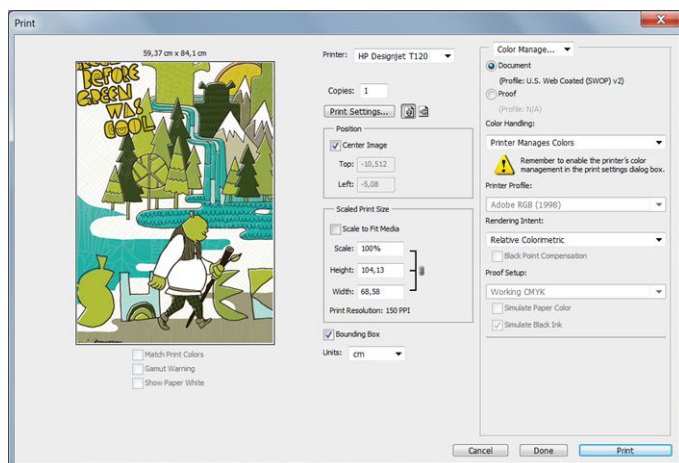 Print
59,37 cm x 84,1 cm
BEFORE
GREEN
WAS
COOL
SHREK
Match Print Colors
Gamut Warning
Show Paper White
Printer: HP Designjet T120
Copies: 1
Print Settings...
Position
Center Image
Top: -10,512
Left: -5,08
Scaled Print Size
Scale to Fit Media
Scale: 100%
Height: 104,13
Width: 68,58
Print Resolution: 150 PPI
Bounding Box
Units: cm
Color Manage...
Document
(Profile: U.S. Web Coated (SWOP) v2)
Proof
(Profile: N/A)
Color Handling:
Printer Manages Colors
Remember to enable the printer's color
management in the print settings dialog box.
Printer Profile:
Adobe RGB (1998)
Rendering Intent:
Relative Colorimetric
Black Point Compensation
Proof Setup:
Working CMYK
Simulate Paper Color
Simulate Black Ink
Cancel
Done
Print